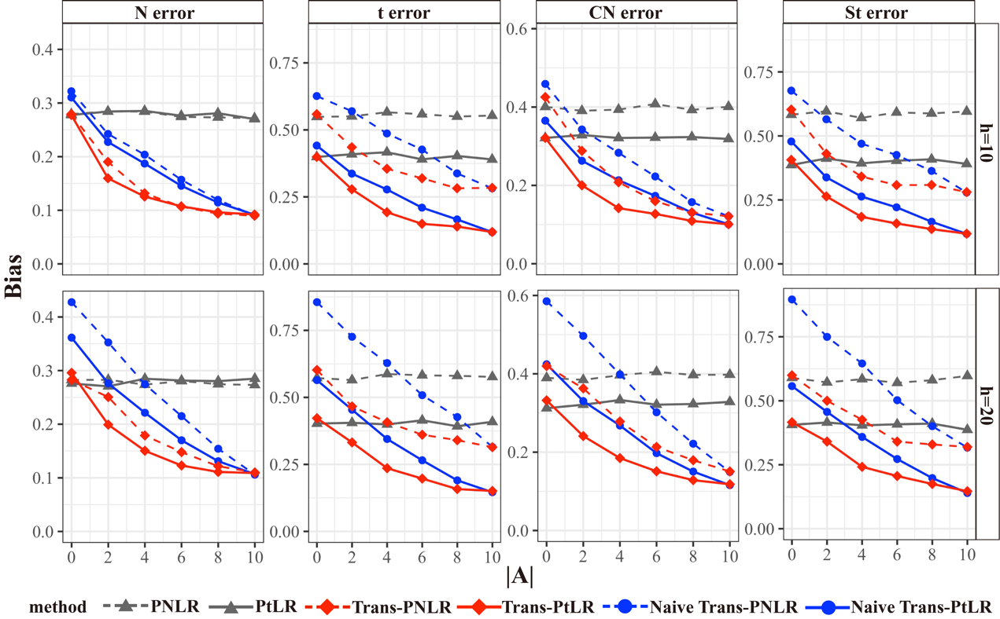 N error t error CN error St error
0.4 0.3 0.2 0.1 0.0
0.75 0.50 0.25 0.00
0.6 0.4 0.2 0.0
0.75 0.50 0.25 0.00
h=10
Bias
0.4 0.3 0.2 0.1 0.0
0.75 0.50 0.25 0.00
0.6 0.4 0.2 0.0
0.75 0.50 0.25 0.00
h=20
0 2 4 6 8 10 0 2 4 6 8 10 0 2 4 6 8 10 0 2 4 6 8 10
|A|
method PNLR PtLR Trans-PNLR Trans-PtLR Naive Trans-PNLR Naive Trans-PtLR